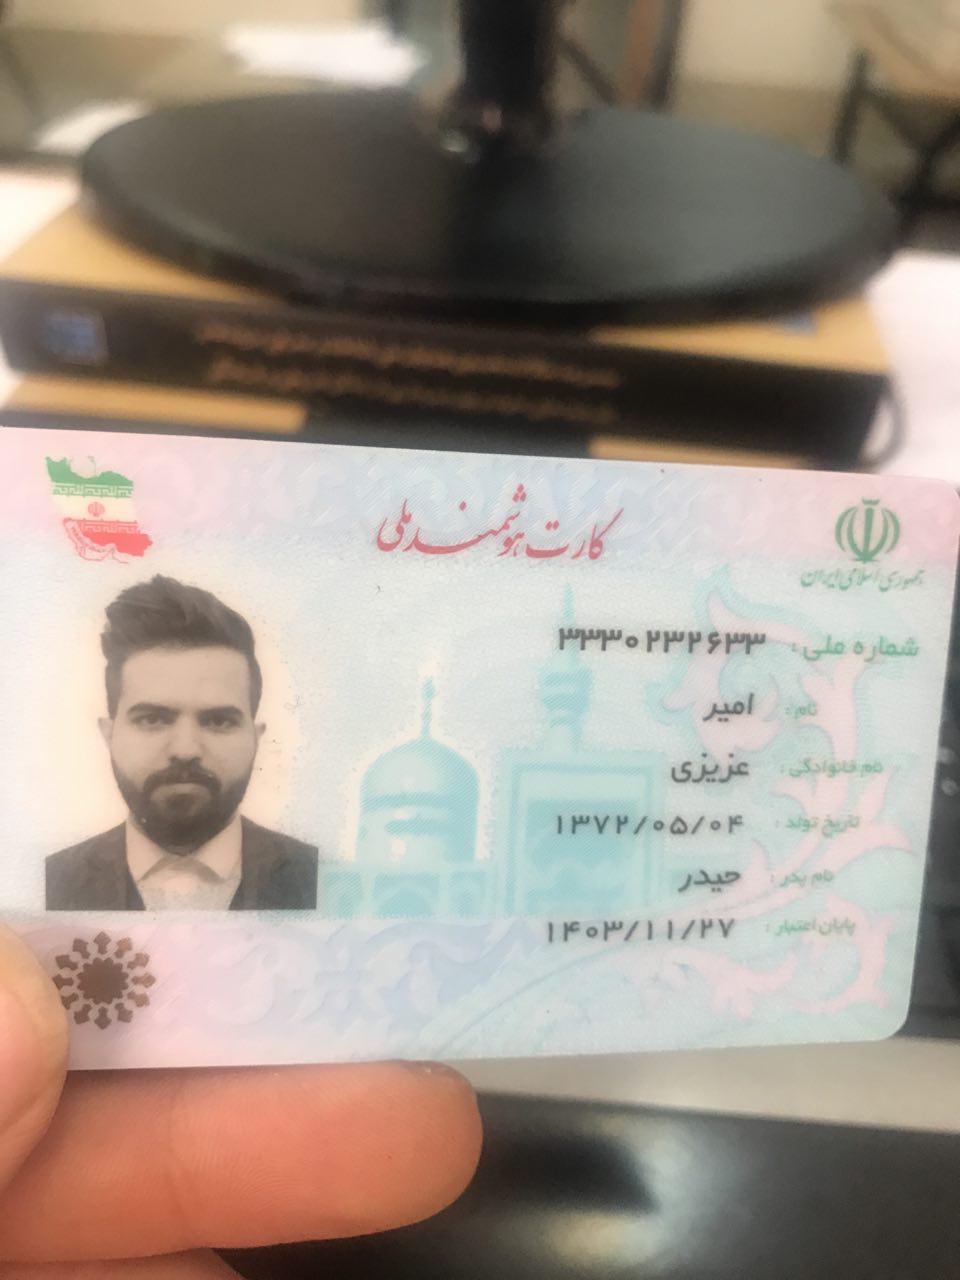 کارت هوشمند ملی
جمهوری اسلامی ایران
شماره ملی: ۳۳۳۰۲۳۲۶۳۳
نام: امیر
نام خانوادگی: عزیزی
تاریخ تولد: ۱۳۷۲/۰۵/۰۴
نام پدر: حیدر
پایان اعتبار: ۱۴۰۳/۱۱/۲۷